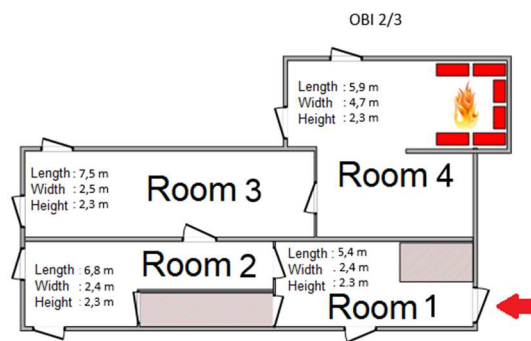 OBI 2/3
Length : 5,9 m
Width : 4,7 m
Height : 2,3 m
Room 4
Length : 7,5 m
Width : 2,5 m
Height : 2,3 m
Room 3
Length : 6,8 m
Width : 2,4 m
Height : 2,3 m
Room 2
Length : 5,4 m
Width . 2,4 m
Height : 2.3 m
Room 1